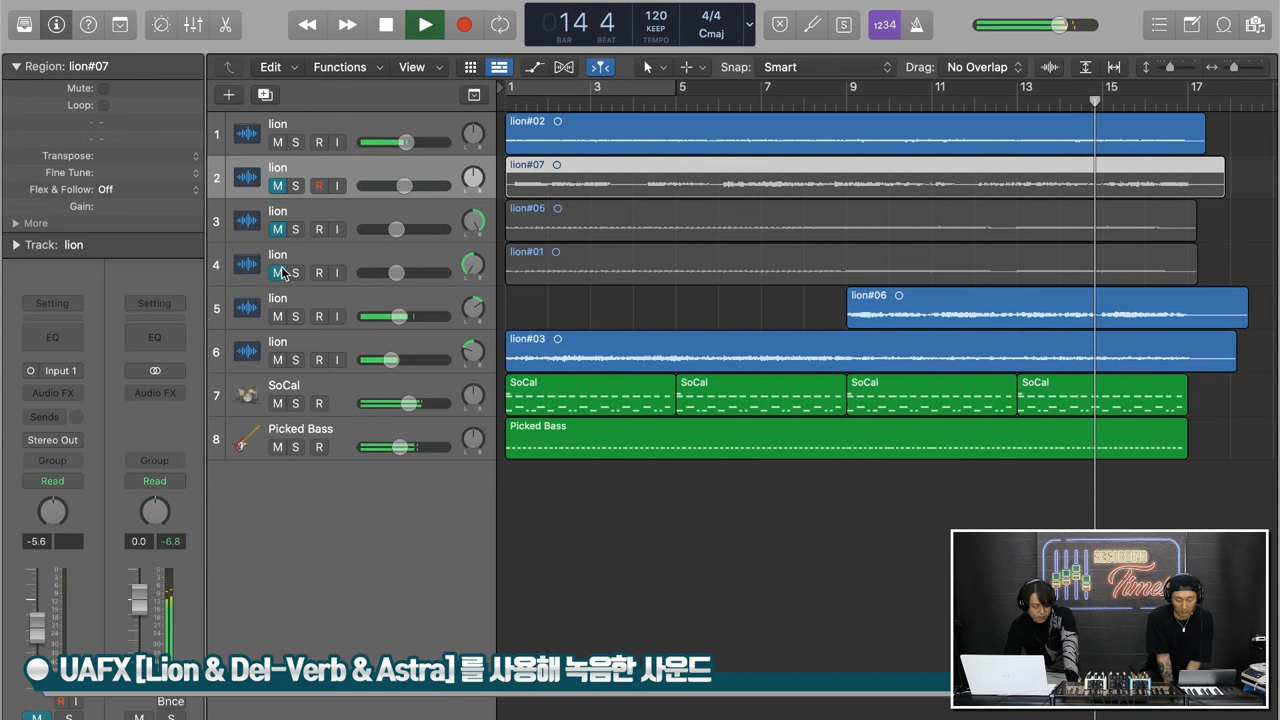 14 4
BAR BEAT
120
KEEP
TEMPO
4/4
Cmaj
1234
Region: lion#07
Mute:
Loop:
Transpose:
Fine Tune:
Flex & Follow: Off
Gain:
More
Track: lion
Edit Functions View Snap: Smart Drag: No Overlap
1 3 5 7 9 11 13 15 17
1 lion M S R I lion#02
2 lion M S R I lion#07
3 lion M S R I lion#05
4 lion M S R I lion#01
5 lion M S R I lion#06
6 lion M S R I lion#03
7 SoCal M S R SoCal SoCal SoCal SoCal
8 Picked Bass M S R Picked Bass
Setting Setting
EQ EQ
Input 1
Audio FX Audio FX
Sends
Stereo Out
Group Group
Read Read
-5.6 0.0 -6.8
RECORDING
Time
UAFX [Lion & Del-Verb & Astra] 를 사용해 녹음한 사운드
R I Bnce
M S M S